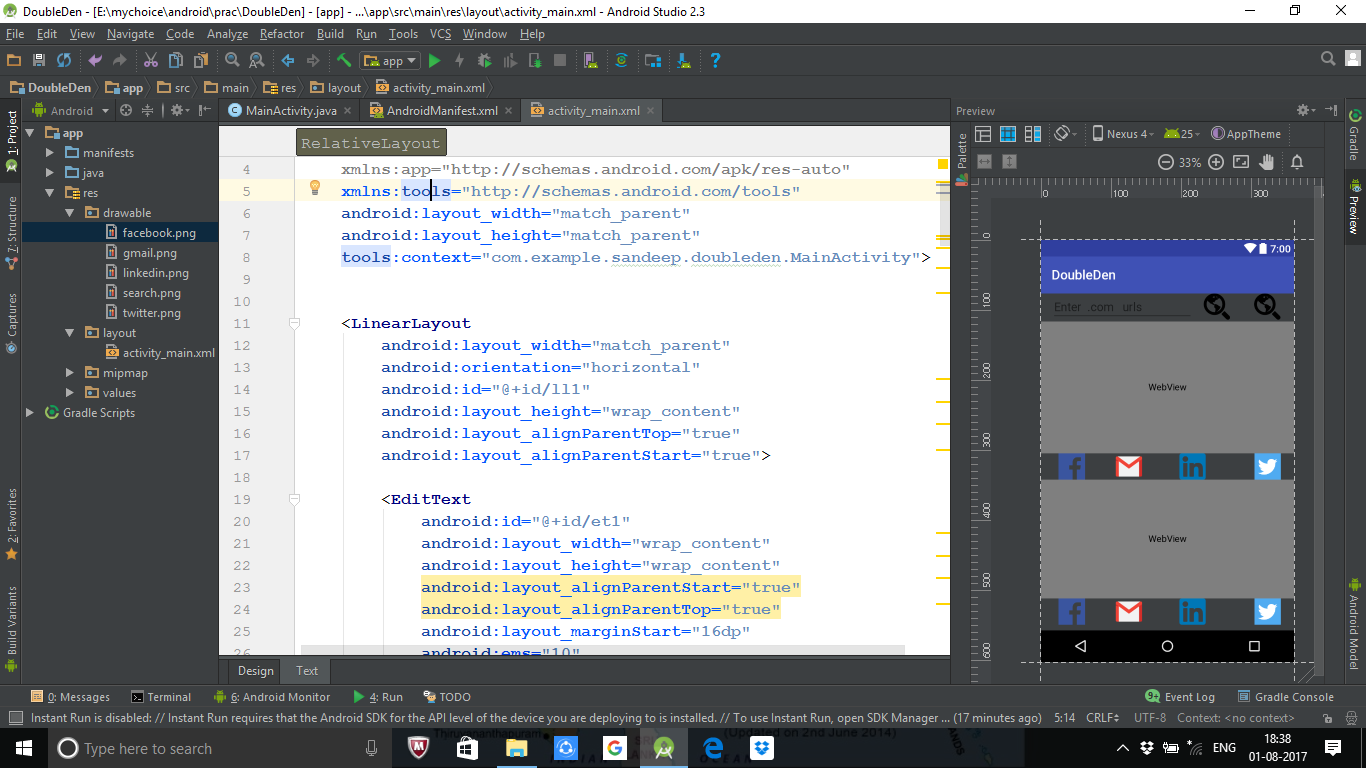 DoubleDen - [E:\mychoice\android\prac\DoubleDen] - [app] - ...\app\src\main\res\layout\activity_main.xml - Android Studio 2.3
File Edit View Navigate Code Analyze Refactor Build Run Tools VCS Window Help
app
DoubleDen app src main res layout activity_main.xml
1: Project
7: Structure
Captures
2: Favorites
Build Variants
Android
app
manifests
java
res
drawable
facebook.png
gmail.png
linkedin.png
search.png
twitter.png
layout
activity_main.xml
mipmap
values
Gradle Scripts
MainActivity.java AndroidManifest.xml activity_main.xml
RelativeLayout
4 xmlns:app="http://schemas.android.com/apk/res-auto"
5 xmlns:tools="http://schemas.android.com/tools"
6 android:layout_width="match_parent"
7 android:layout_height="match_parent"
8 tools:context="com.example.sandeep.doubleden.MainActivity">
9
10
11 <LinearLayout
12 android:layout_width="match_parent"
13 android:orientation="horizontal"
14 android:id="@+id/ll1"
15 android:layout_height="wrap_content"
16 android:layout_alignParentTop="true"
17 android:layout_alignParentStart="true">
18
19 <EditText
20 android:id="@+id/et1"
21 android:layout_width="wrap_content"
22 android:layout_height="wrap_content"
23 android:layout_alignParentStart="true"
24 android:layout_alignParentTop="true"
25 android:layout_marginStart="16dp"
26 android:ems="10"
Design Text
Preview
Palette
Nexus 4 25 AppTheme
33%
0 100 200 300
0
100
200
300
400
500
600
7:00
DoubleDen
Enter .com urls
WebView
f M in
WebView
f M in
Gradle
Preview
Android Model
0: Messages Terminal 6: Android Monitor 4: Run TODO 9+ Event Log Gradle Console
Instant Run is disabled: // Instant Run requires that the Android SDK for the API level of the device you are deploying to is installed. // To use Instant Run, open SDK Manager ... (17 minutes ago) 5:14 CRLF÷ UTF-8 Context: <no context>
Thiruvananthapuram
(Updated on 2nd June 2014)
Type here to search
ENG
18:38
01-08-2017